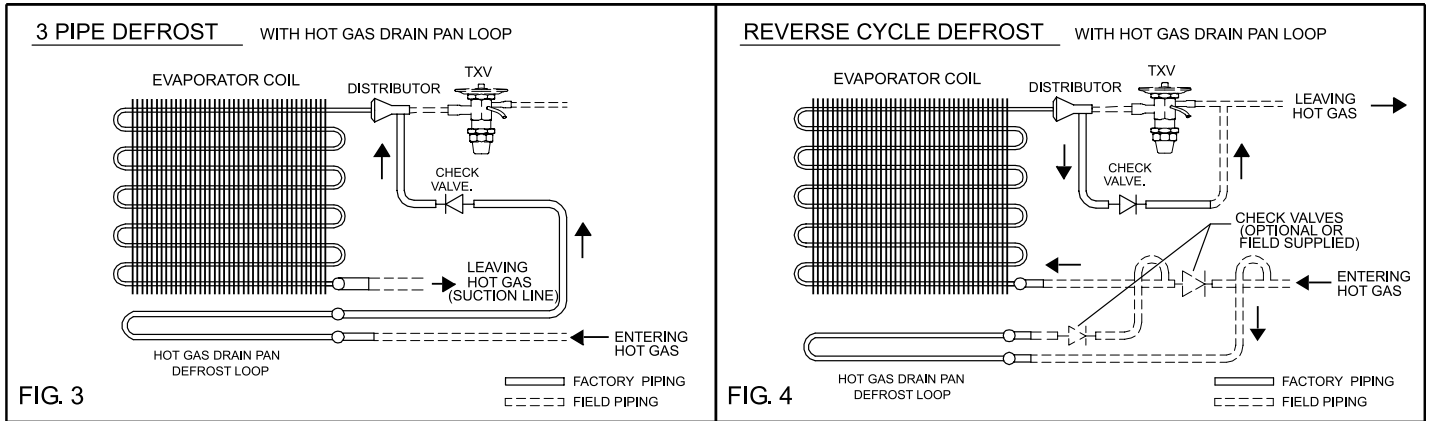 3 PIPE DEFROST WITH HOT GAS DRAIN PAN LOOP
EVAPORATOR COIL
DISTRIBUTOR
TXV
CHECK
VALVE.
LEAVING
HOT GAS
(SUCTION LINE)
ENTERING
HOT GAS
HOT GAS DRAIN PAN
DEFROST LOOP
FACTORY PIPING
FIELD PIPING
FIG. 3
REVERSE CYCLE DEFROST WITH HOT GAS DRAIN PAN LOOP
EVAPORATOR COIL
DISTRIBUTOR
TXV
LEAVING
HOT GAS
CHECK
VALVE.
CHECK VALVES
(OPTIONAL OR
FIELD SUPPLIED)
ENTERING
HOT GAS
HOT GAS DRAIN PAN
DEFROST LOOP
FACTORY PIPING
FIELD PIPING
FIG. 4